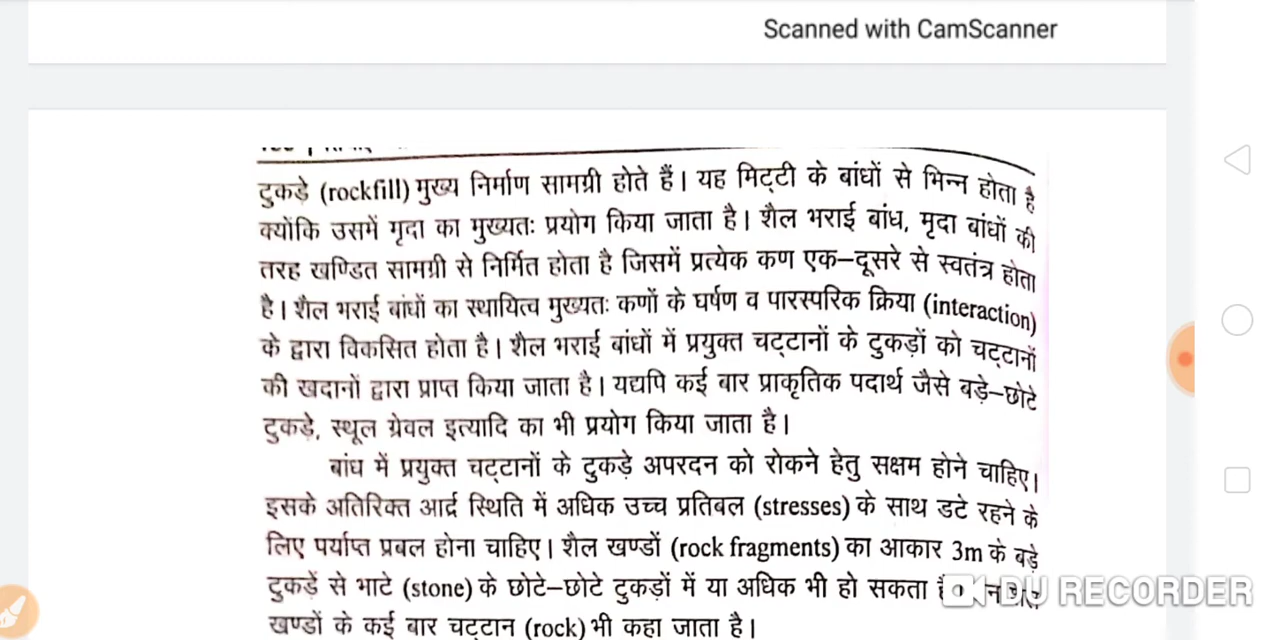 Scanned with CamScanner
टुकड़े (rockfill) मुख्य निर्माण सामग्री होते हैं। यह मिट्टी के बांधों से भिन्न होता है
क्योंकि उसमें मृदा का मुख्यतः प्रयोग किया जाता है। शैल भराई बांध, मृदा बांधों की
तरह खण्डित सामग्री से निर्मित होता है जिसमें प्रत्येक कण एक–दूसरे से स्वतंत्र होता
है। शैल भराई बांधों का स्थायित्व मुख्यतः कणों के घर्षण व पारस्परिक क्रिया (interaction)
के द्वारा विकसित होता है। शैल भराई बांधों में प्रयुक्त चट्टानों के टुकड़ों को चट्टानों
की खदानों द्वारा प्राप्त किया जाता है। यद्यपि कई बार प्राकृतिक पदार्थ जैसे बड़े–छोटे
टुकड़े, स्थूल ग्रेवल इत्यादि का भी प्रयोग किया जाता है।
बांध में प्रयुक्त चट्टानों के टुकड़े अपरदन को रोकने हेतु सक्षम होने चाहिए।
इसके अतिरिक्त आर्द्र स्थिति में अधिक उच्च प्रतिबल (stresses) के साथ डटे रहने के
लिए पर्याप्त प्रबल होना चाहिए। शैल खण्डों (rock fragments) का आकार 3m के बड़े
टुकड़ें से भाटे (stone) के छोटे–छोटे टुकड़ों में या अधिक भी हो सकता
DU RECORDER
खण्डों के कई बार चट्टान (rock) भी कहा जाता है।